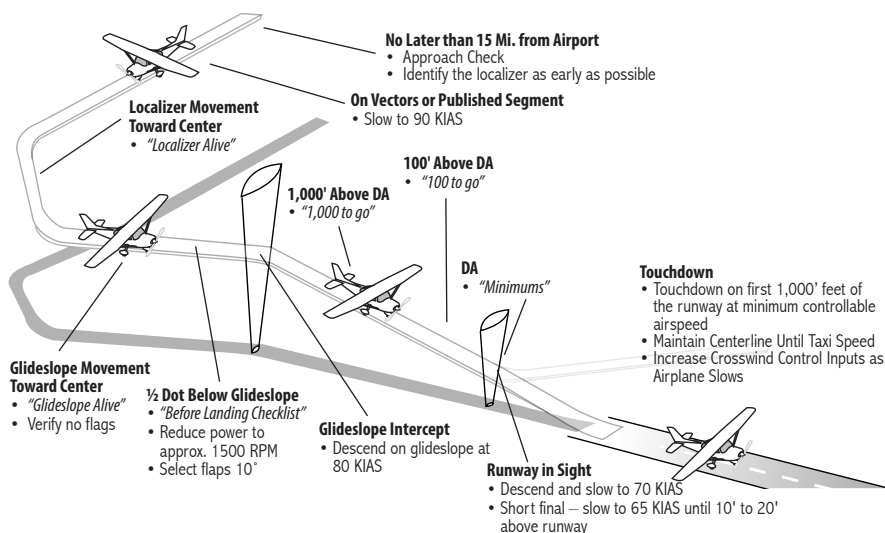 No Later than 15 Mi. from Airport
• Approach Check
• Identify the localizer as early as possible
On Vectors or Published Segment
• Slow to 90 KIAS
Localizer Movement
Toward Center
• “Localizer Alive”
100' Above DA
• “100 to go”
1,000' Above DA
• “1,000 to go”
DA
• “Minimums”
Touchdown
• Touchdown on first 1,000’ feet of
the runway at minimum controllable
airspeed
• Maintain Centerline Until Taxi Speed
• Increase Crosswind Control Inputs as
Airplane Slows
Glideslope Movement
Toward Center
• “Glideslope Alive”
• Verify no flags
½ Dot Below Glideslope
• “Before Landing Checklist”
• Reduce power to
approx. 1500 RPM
• Select flaps 10˚
Glideslope Intercept
• Descend on glideslope at
80 KIAS
Runway in Sight
• Descend and slow to 70 KIAS
• Short final – slow to 65 KIAS until 10' to 20'
above runway